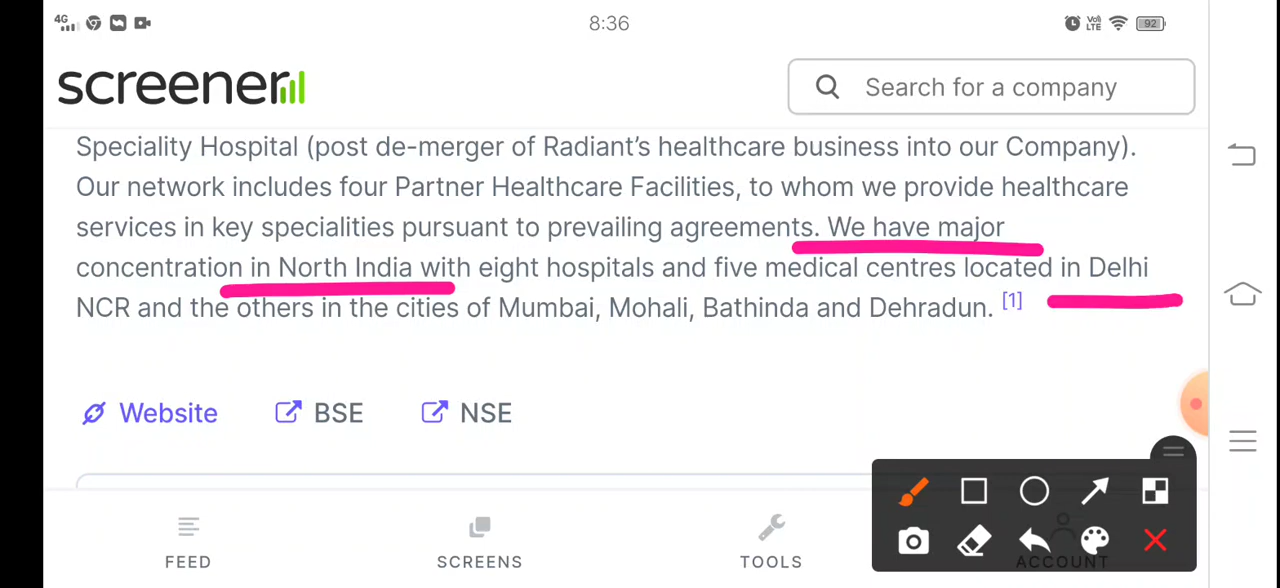 4G
8:36
Vo)
LTE
92
screener
Search for a company
Speciality Hospital (post de-merger of Radiant's healthcare business into our Company).
Our network includes four Partner Healthcare Facilities, to whom we provide healthcare
services in key specialities pursuant to prevailing agreements. We have major
concentration in North India with eight hospitals and five medical centres located in Delhi
NCR and the others in the cities of Mumbai, Mohali, Bathinda and Dehradun. [1]
Website
BSE
NSE
FEED
SCREENS
TOOLS
ACCOUNT